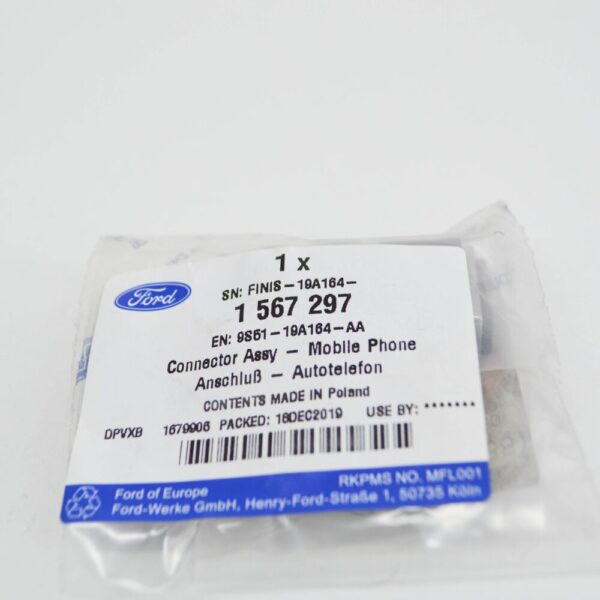 1 x
Ford
SN: FINIS-19A164-
1 567 297
EN: 9S51-19A164-AA
Connector Assy - Mobile Phone
Anschluß - Autotelefon
CONTENTS MADE IN Poland
DPVXB 1679906 PACKED: 16DEC2019 USE BY: *******
RKPMS NO. MFL001
Ford of Europe
Ford-Werke GmbH, Henry-Ford-Straße 1, 50735 Köln